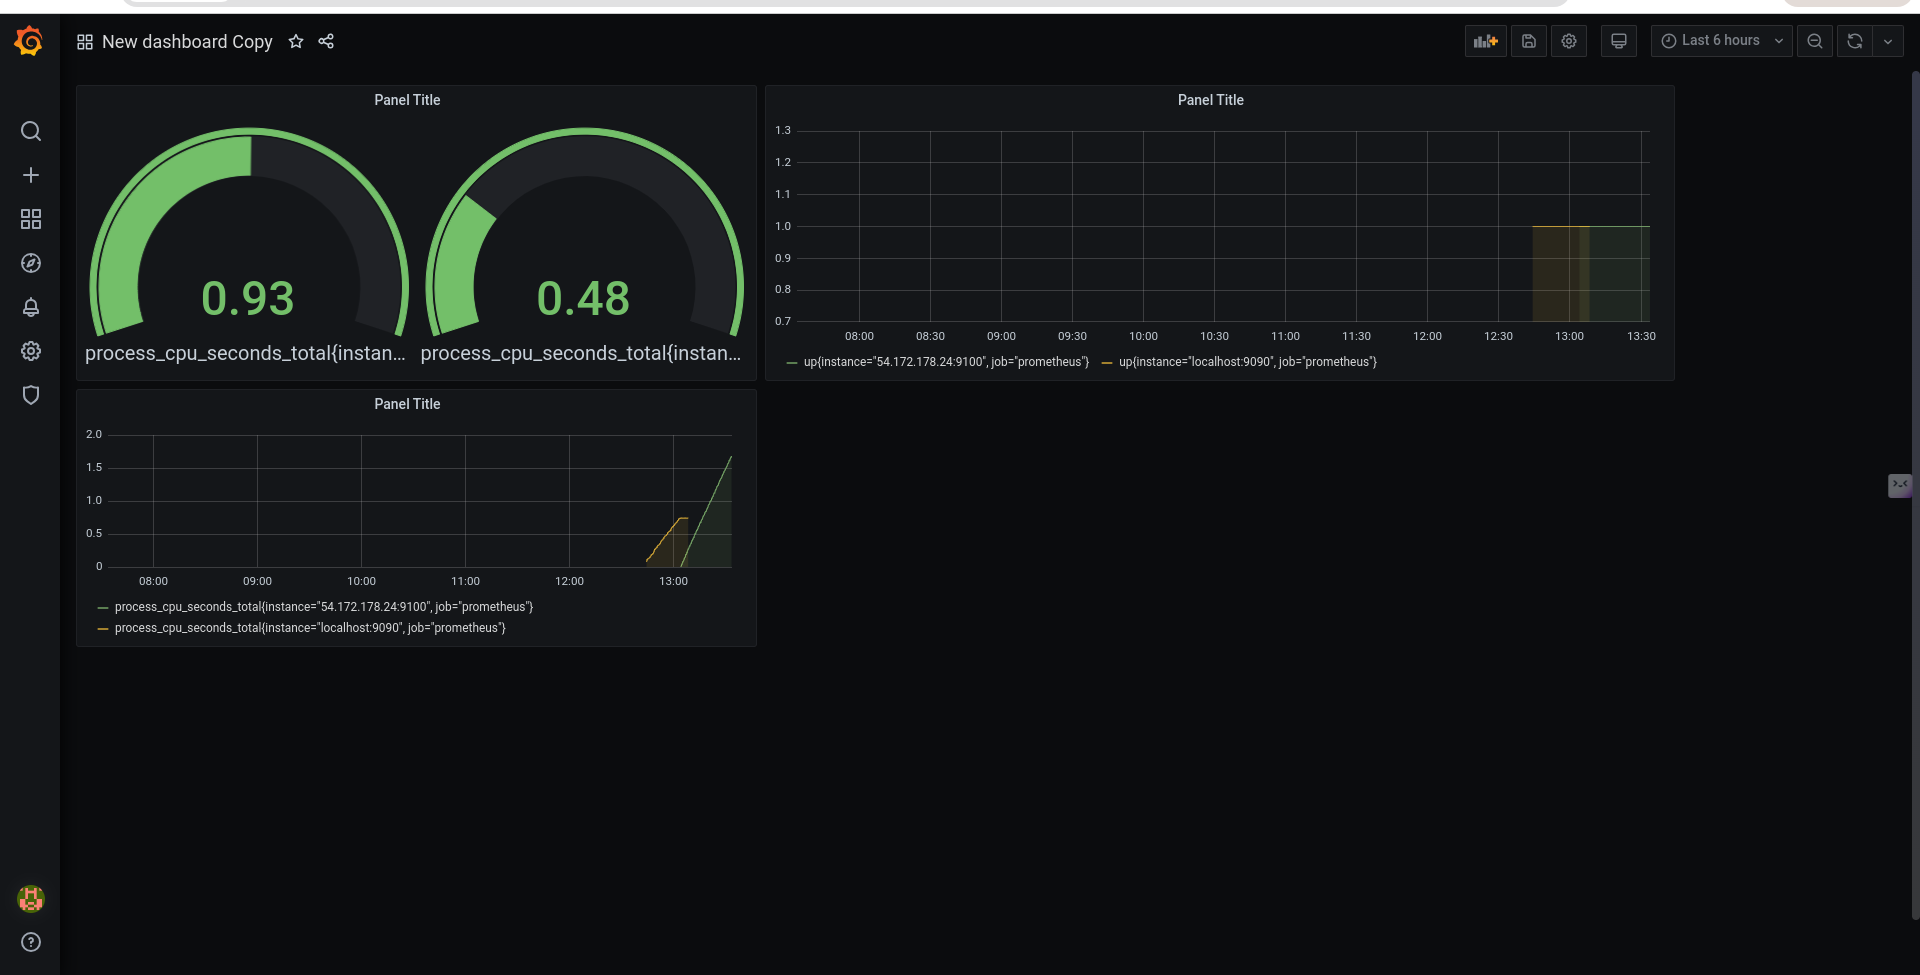 New dashboard Copy
Last 6 hours
Panel Title
0.93
0.48
process_cpu_seconds_total{instan...
process_cpu_seconds_total{instan...
Panel Title
1.3
1.2
1.1
1.0
0.9
0.8
0.7
08:00 08:30 09:00 09:30 10:00 10:30 11:00 11:30 12:00 12:30 13:00 13:30
up{instance="54.172.178.24:9100", job="prometheus"} up{instance="localhost:9090", job="prometheus"}
Panel Title
2.0
1.5
1.0
0.5
0
08:00 09:00 10:00 11:00 12:00 13:00
process_cpu_seconds_total{instance="54.172.178.24:9100", job="prometheus"}
process_cpu_seconds_total{instance="localhost:9090", job="prometheus"}